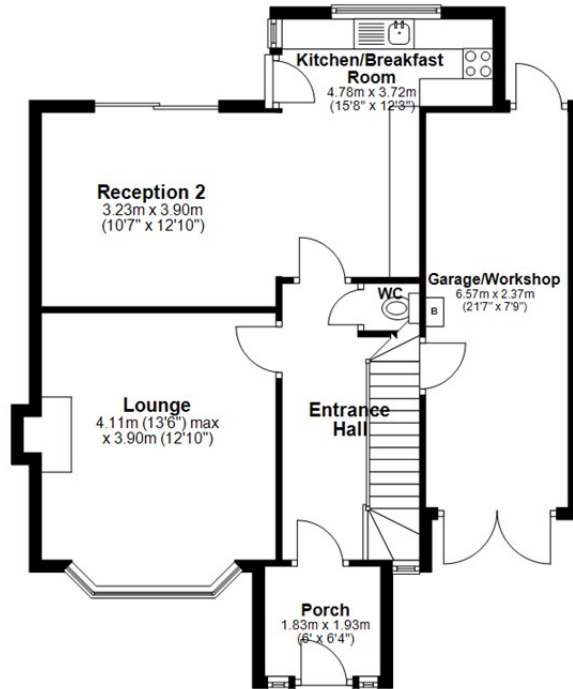 Kitchen/Breakfast
Room
4.78m x 3.72m
(15'8" x 12'3")
Reception 2
3.23m x 3.90m
(10'7" x 12'10")
Garage/Workshop
6.57m x 2.37m
(21'7" x 7'9")
WC
B
Lounge
4.11m (13'6") max
x 3.90m (12'10")
Entrance
Hall
Porch
1.83m x 1.93m
(6' x 6'4")